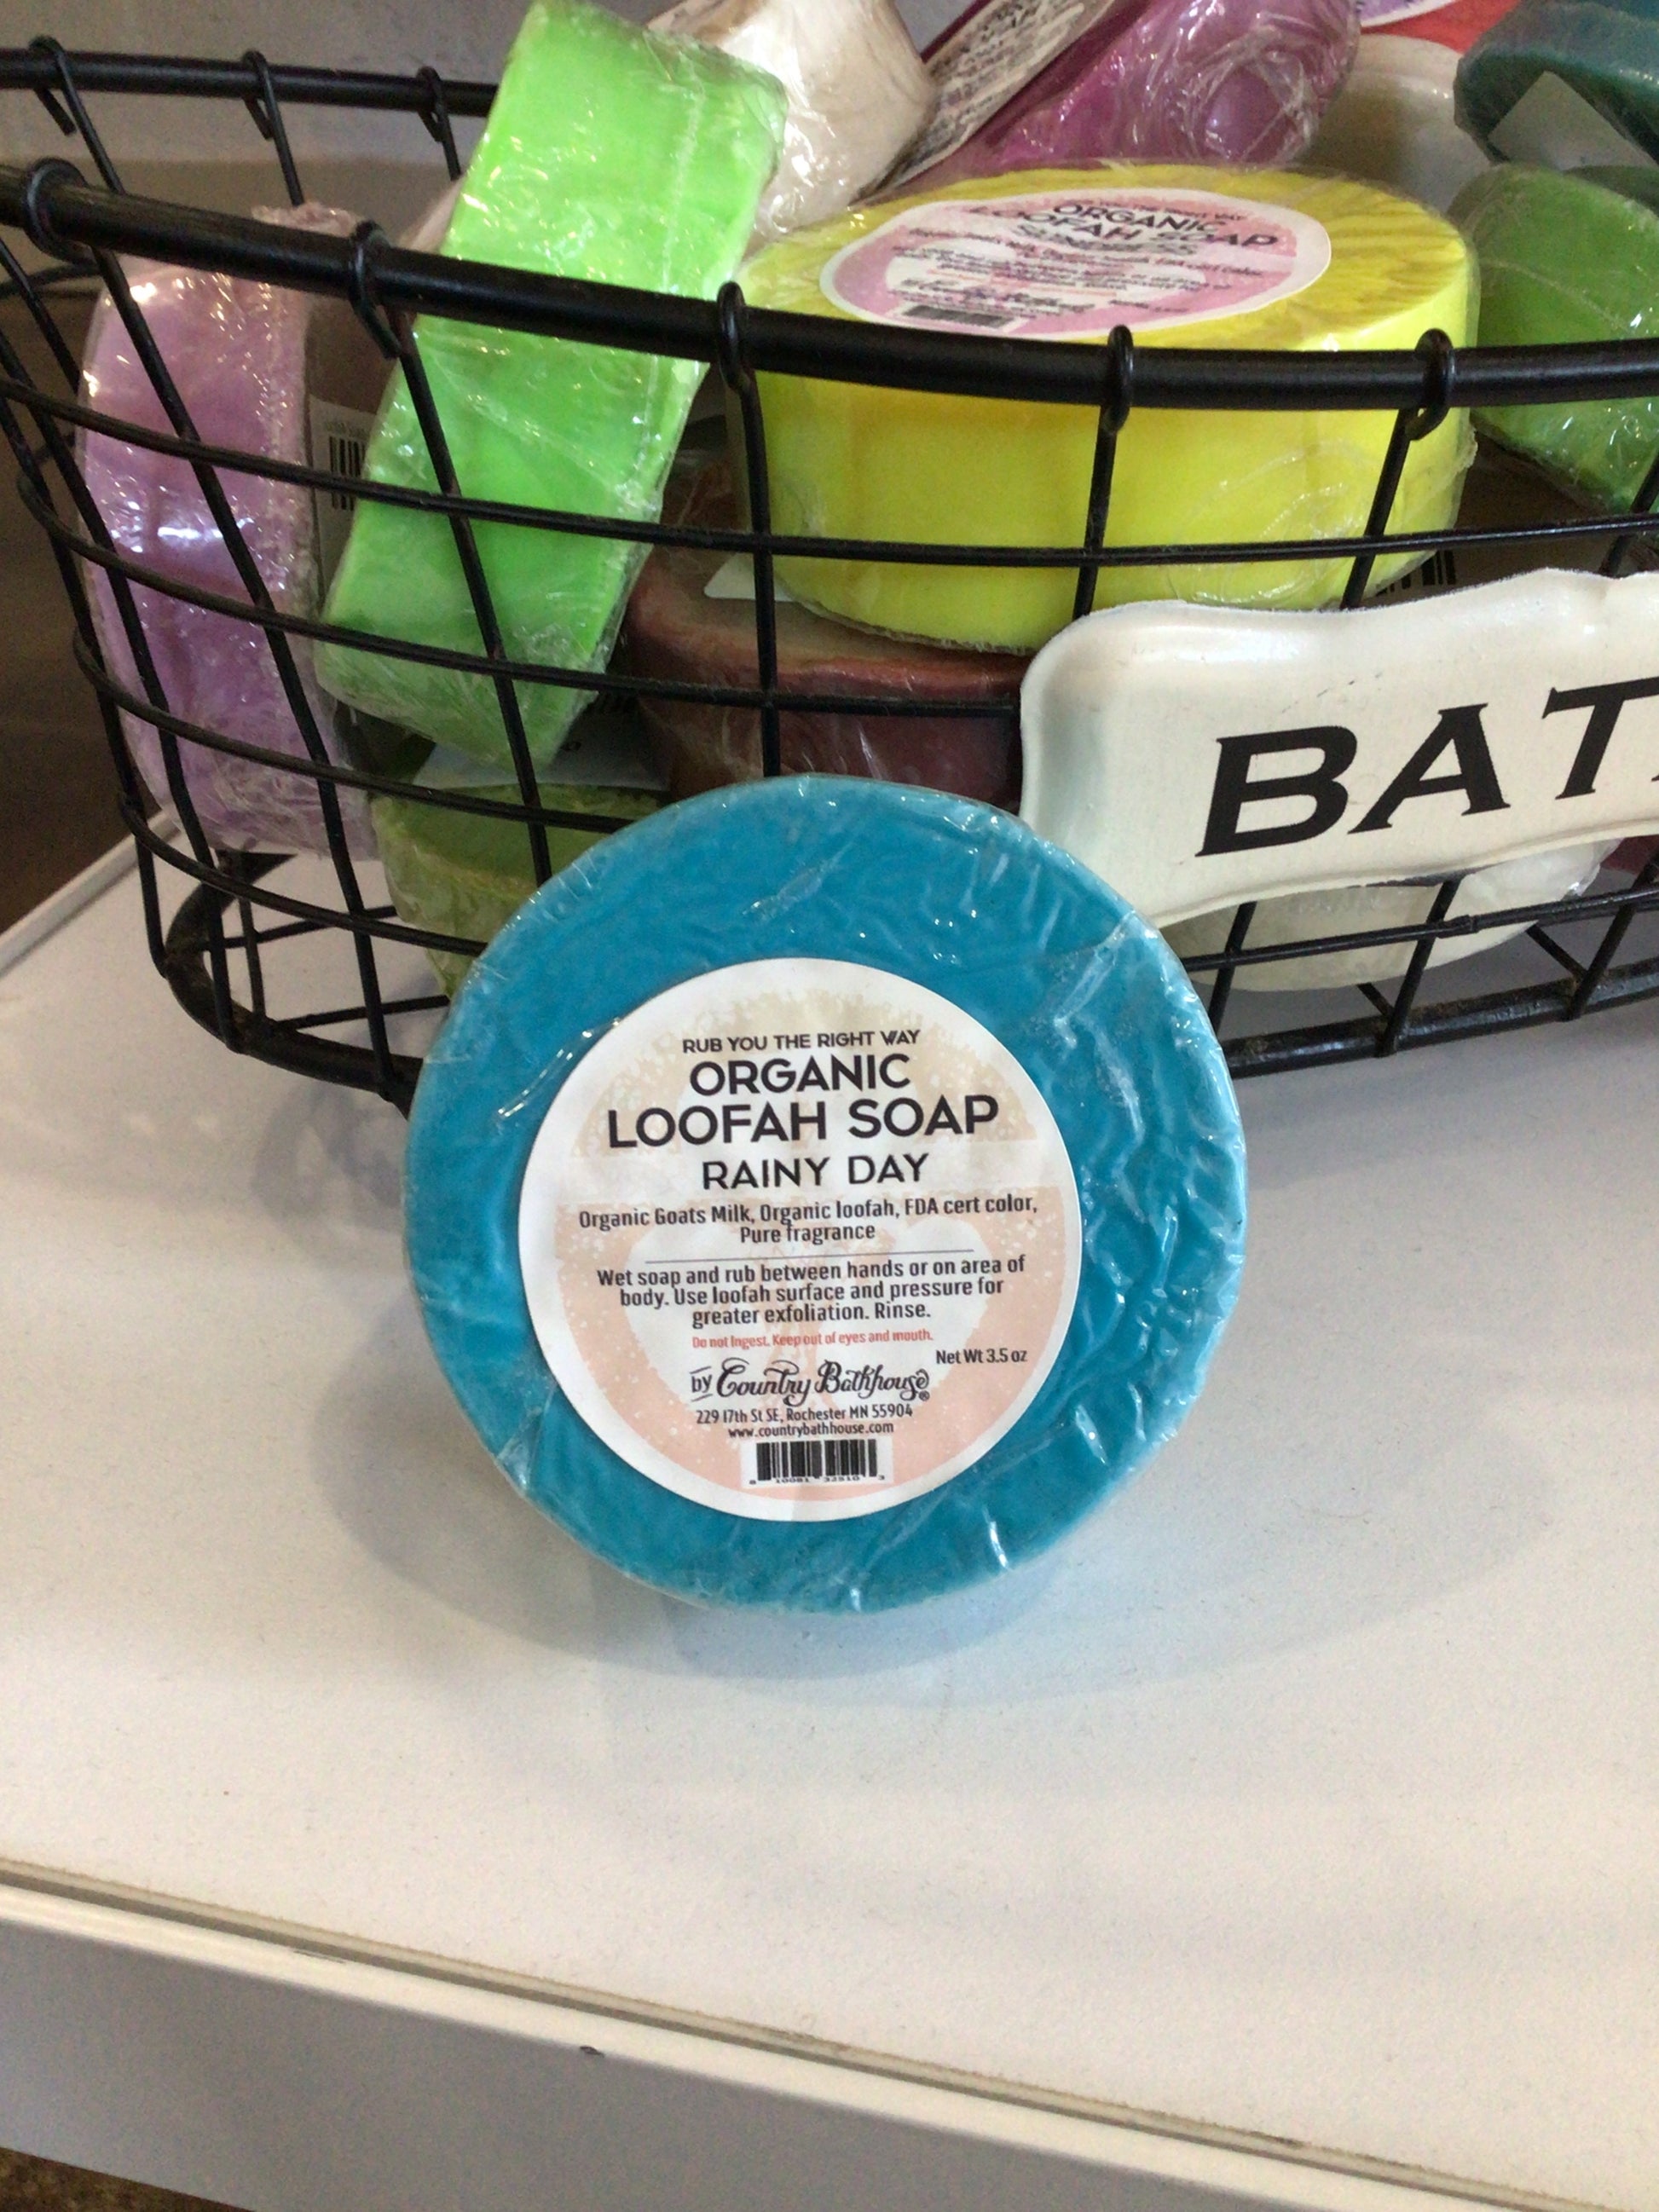 ORGANIC
LOOFAH SOAP
BAT
RUB YOU THE RIGHT WAY
ORGANIC
LOOFAH SOAP
RAINY DAY
Organic Goats Milk, Organic loofah, FDA cert color,
Pure fragrance
Wet soap and rub between hands or on area of
body. Use loofah surface and pressure for
greater exfoliation. Rinse.
Do not Ingest. Keep out of eyes and mouth.
Net Wt 3.5 oz
by Country Bathhouse®
229 17th St SE, Rochester MN 55904
www.countrybathhouse.com